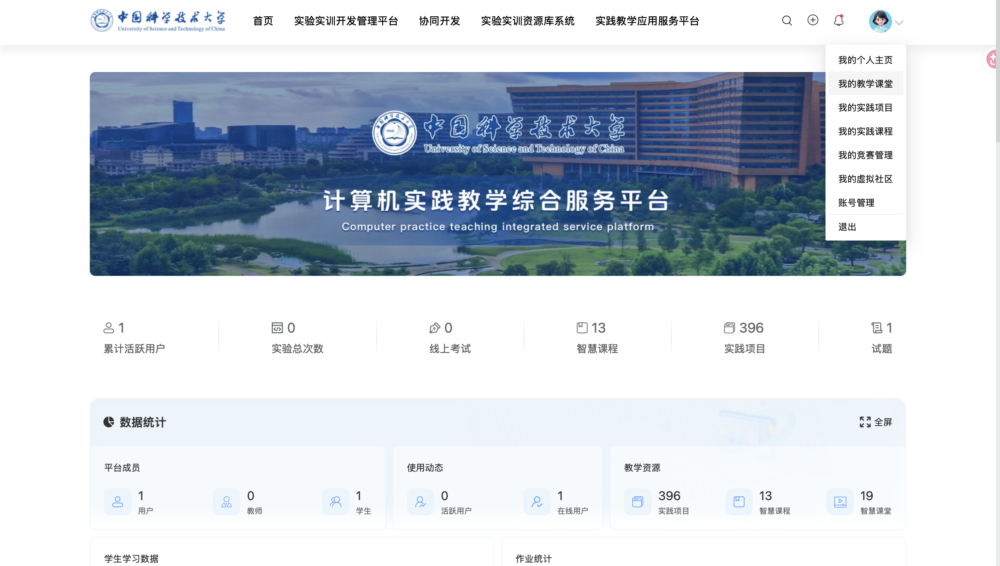 中国科学技术大学
University of Science and Technology of China
首页 实验实训开发管理平台 协同开发 实验实训资源库系统 实践教学应用服务平台
我的个人主页
我的教学课堂
我的实践项目
我的实践课程
我的竞赛管理
我的虚拟社区
账号管理
退出
1958
中国科学技术大学
University of Science and Technology of China
计算机实践教学综合服务平台
Computer practice teaching integrated service platform
1 0 0 13 396 1
累计活跃用户 实验总次数 线上考试 智慧课程 实践项目 试题
数据统计 全屏
平台成员 使用动态 教学资源
1 0 1 0 1 396 13 19
用户 教师 学生 活跃用户 在线用户 实践项目 智慧课程 智慧课堂
学生学习数据 作业统计